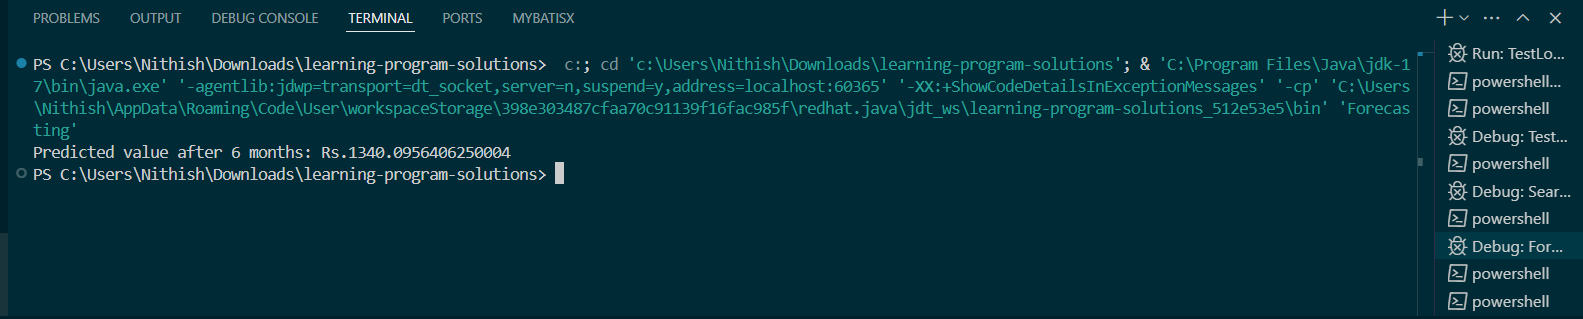 PROBLEMS OUTPUT DEBUG CONSOLE TERMINAL PORTS MYBATISX
PS C:\Users\Nithish\Downloads\learning-program-solutions>  c:; cd 'c:\Users\Nithish\Downloads\learning-program-solutions'; & 'C:\Program Files\Java\jdk-1
7\bin\java.exe' '-agentlib:jdwp=transport=dt_socket,server=n,suspend=y,address=localhost:60365' '-XX:+ShowCodeDetailsInExceptionMessages' '-cp' 'C:\Users
\Nithish\AppData\Roaming\Code\User\workspaceStorage\398e303487cfaa70c91139f16fac985f\redhat.java\jdt_ws\learning-program-solutions_512e53e5\bin' 'Forecas
ting'
Predicted value after 6 months: Rs.1340.0956406250004
PS C:\Users\Nithish\Downloads\learning-program-solutions>
Run: TestLo...
powershell...
powershell
Debug: Test...
powershell
Debug: Sear...
powershell
Debug: For...
powershell
powershell